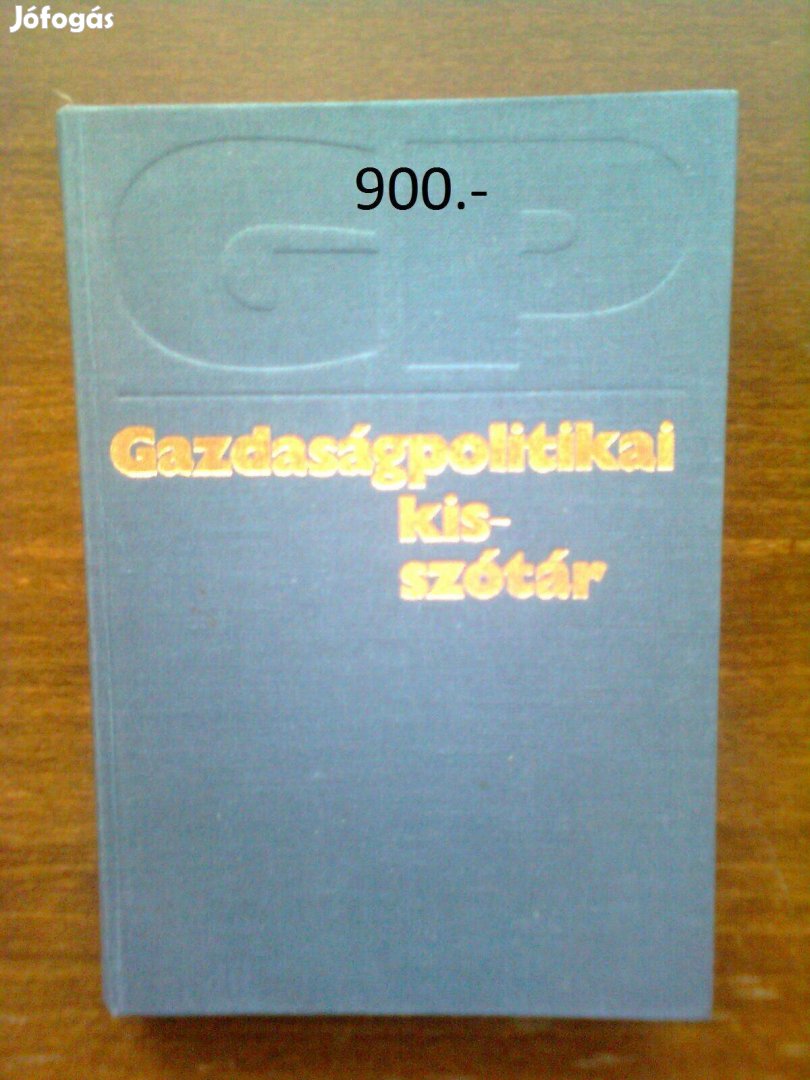 Jófogás
900.-
GP
Gazdaságpolitikai
kis-
szótár